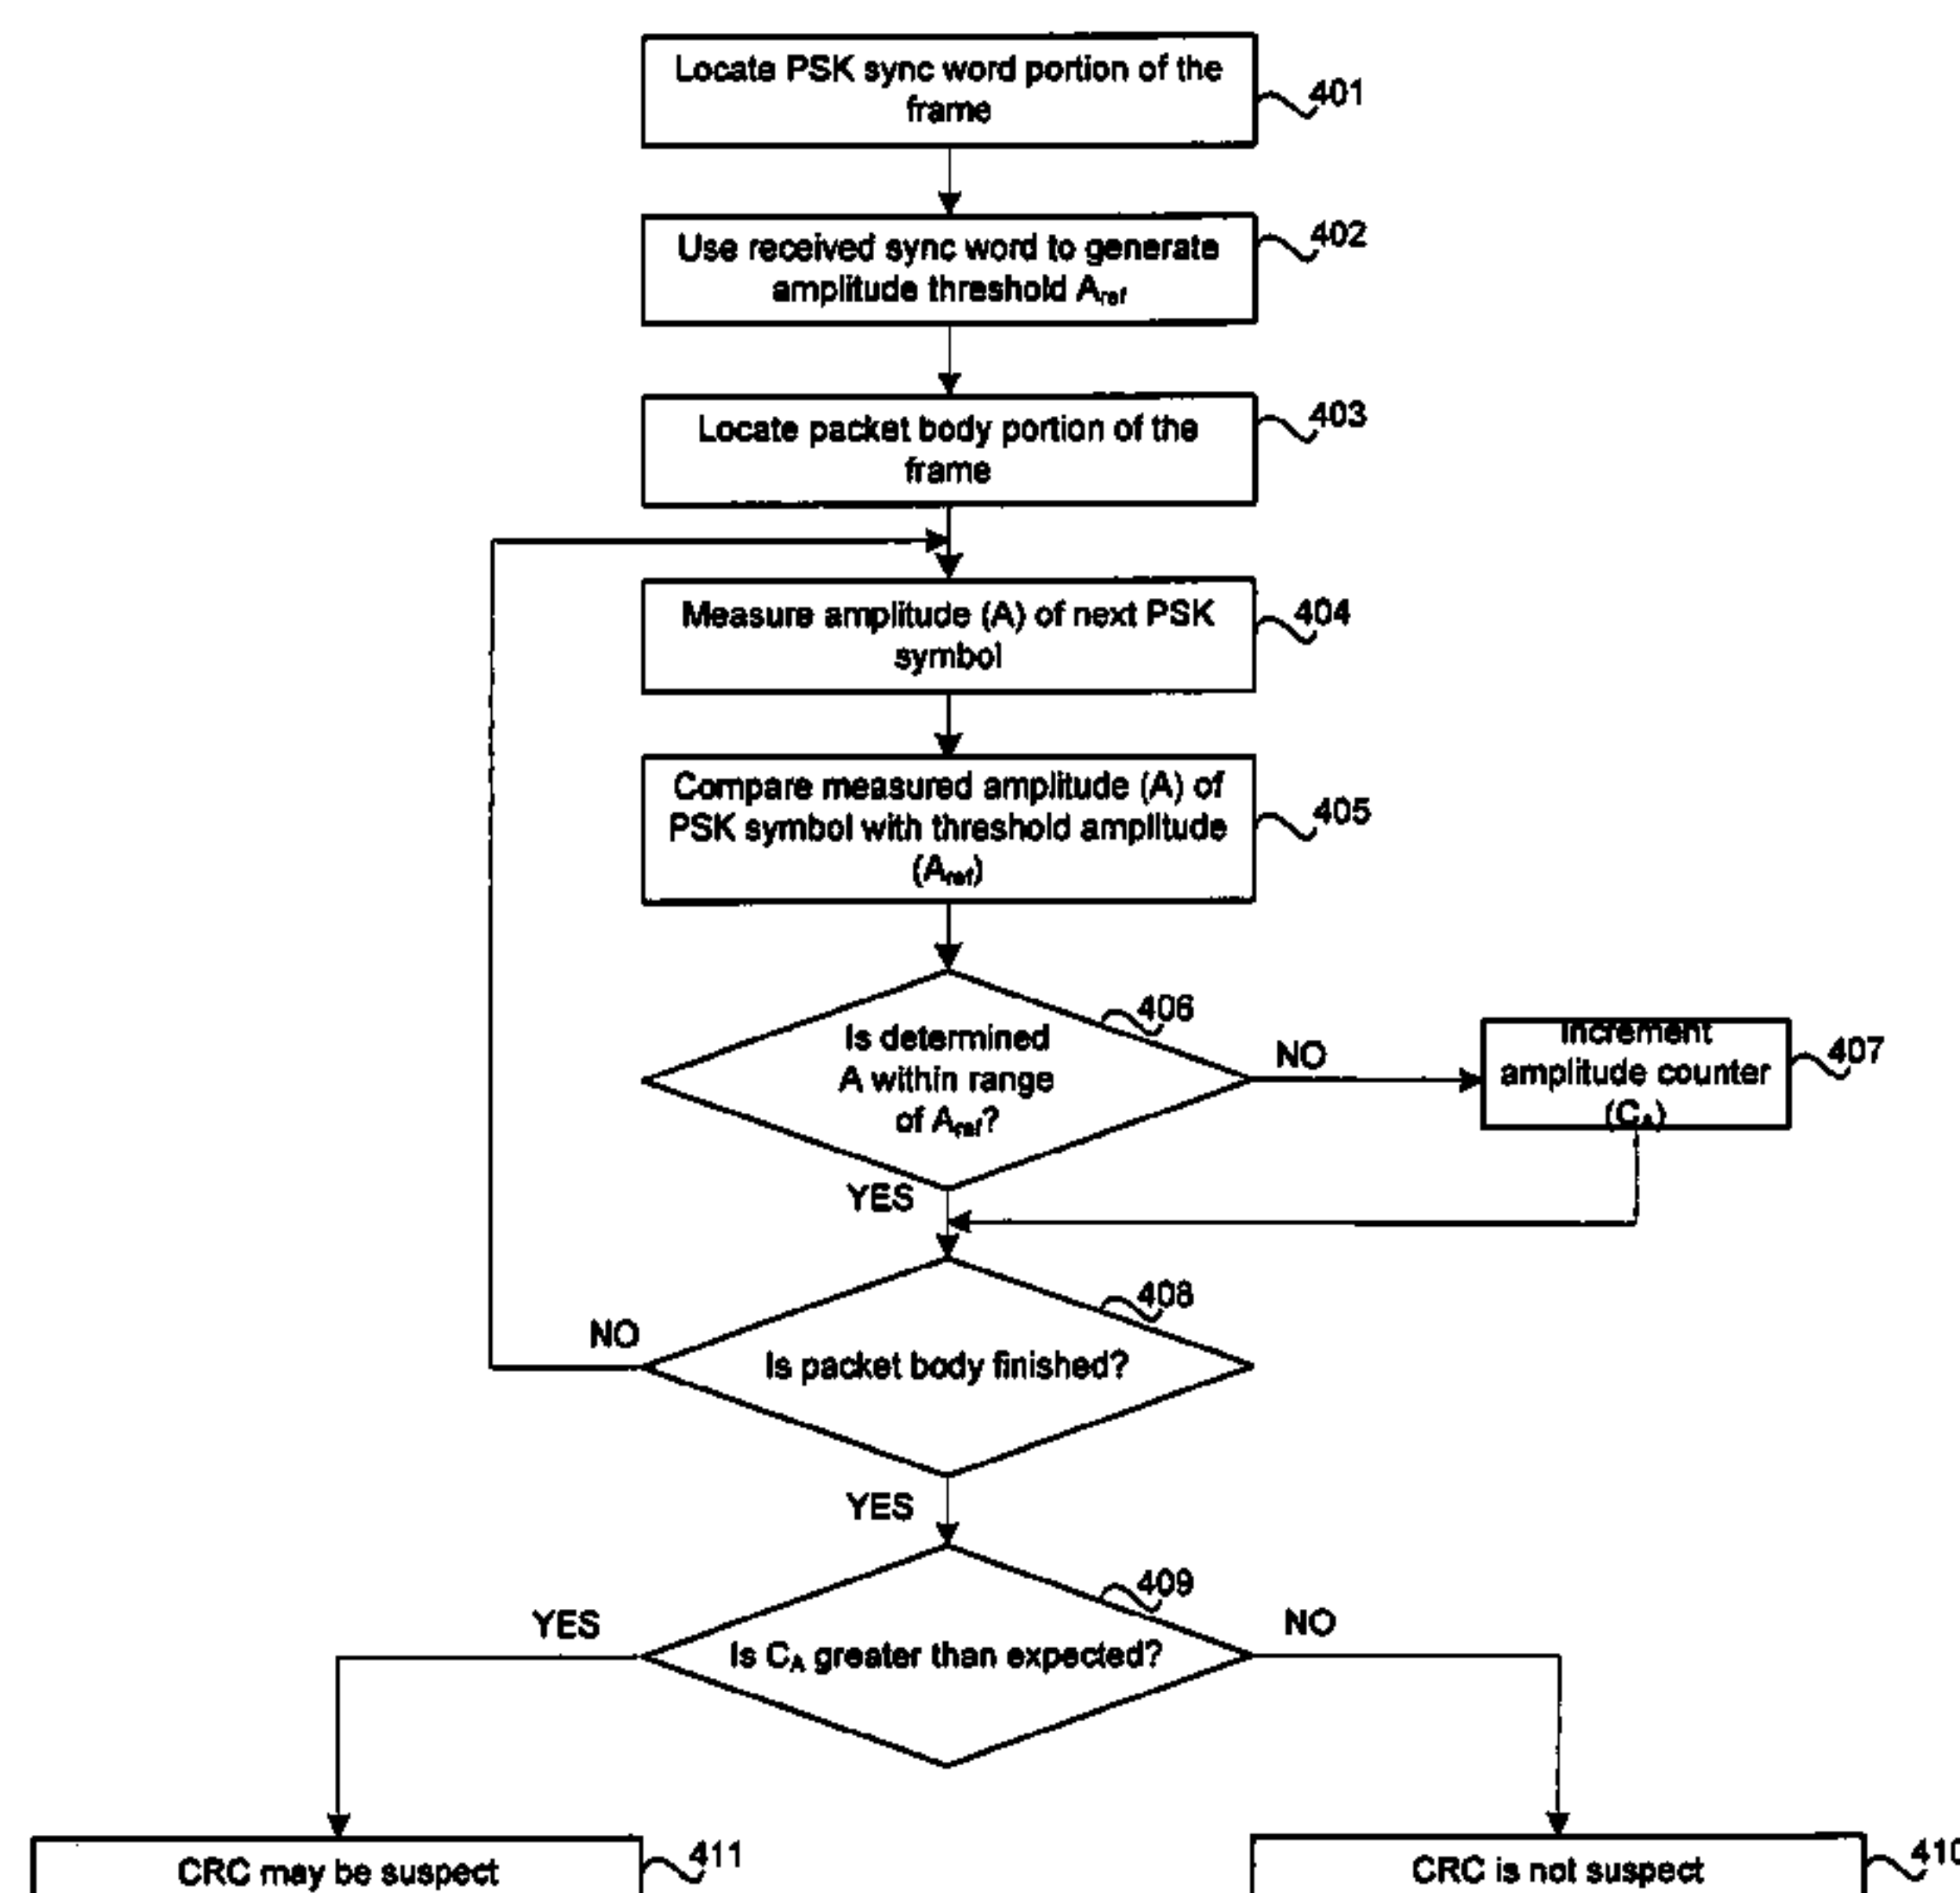 Locate PSK sync word portion of the
frame
401
Use received sync word to generate
amplitude threshold Aref
402
Locate packet body portion of the
frame
403
Measure amplitude (A) of next PSK
symbol
404
Compare measured amplitude (A) of
PSK symbol with threshold amplitude
(Aref)
405
Is determined
A within range
of Aref?
406
NO
Increment
amplitude counter
(CA)
407
YES
Is packet body finished?
408
NO
YES
Is CA greater than expected?
409
YES
NO
CRC may be suspect
411
CRC is not suspect
410